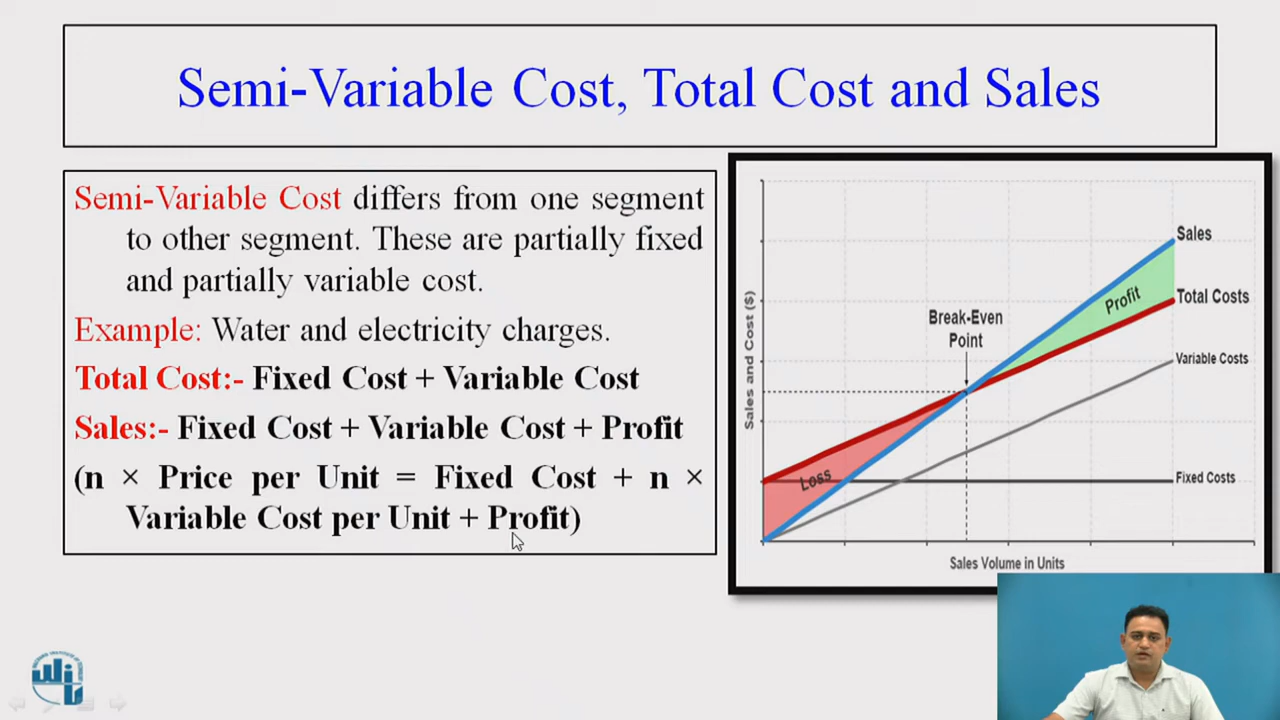 Semi-Variable Cost, Total Cost and Sales
Semi-Variable Cost differs from one segment
to other segment. These are partially fixed
and partially variable cost.
Example: Water and electricity charges.
Total Cost:- Fixed Cost + Variable Cost
Sales:- Fixed Cost + Variable Cost + Profit
(n × Price per Unit = Fixed Cost + n ×
Variable Cost per Unit + Profit)
Sales and Cost ($)
Sales
Profit
Total Costs
Break-Even
Point
Variable Costs
Loss
Fixed Costs
Sales Volume in Units